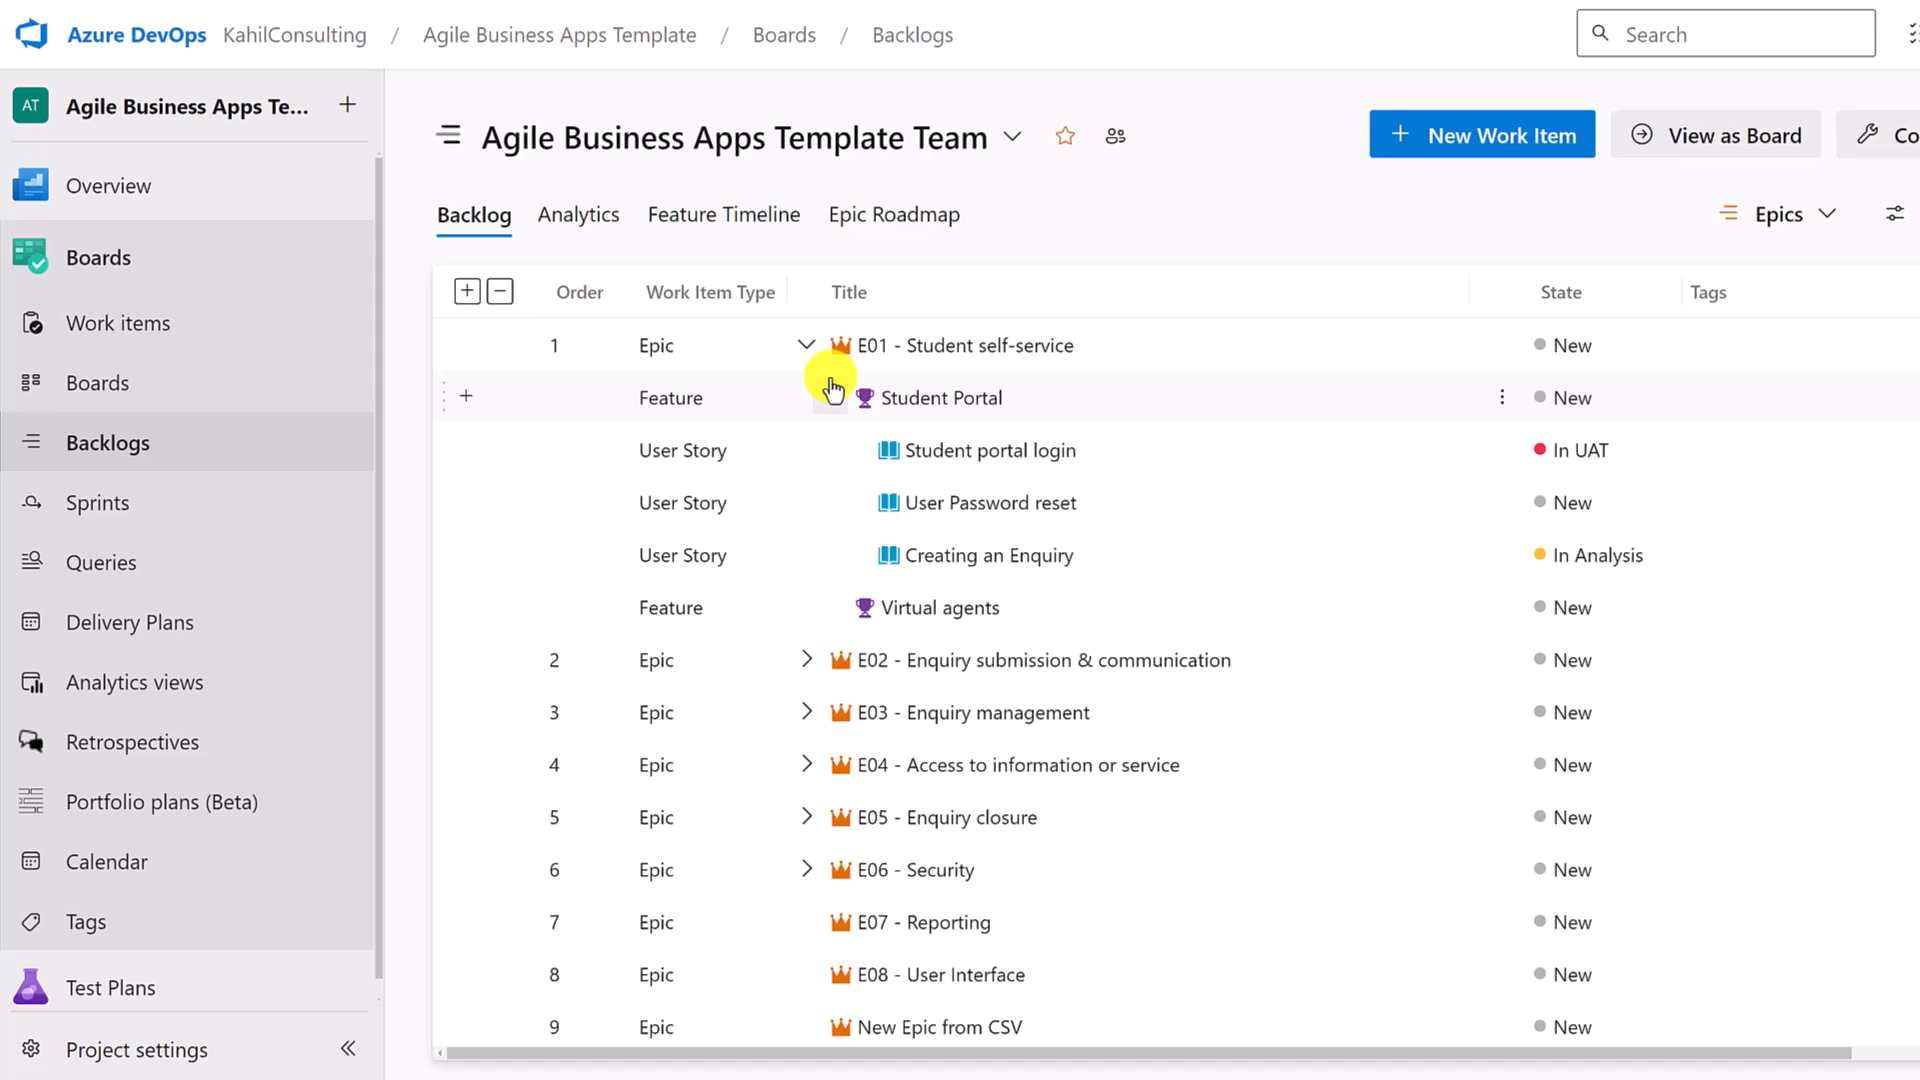 Azure DevOps KahilConsulting / Agile Business Apps Template / Boards / Backlogs Search
AT Agile Business Apps Te... +
Overview
Boards
Work items
Boards
Backlogs
Sprints
Queries
Delivery Plans
Analytics views
Retrospectives
Portfolio plans (Beta)
Calendar
Tags
Test Plans
Project settings
Agile Business Apps Template Team
+ New Work Item View as Board Co
Backlog Analytics Feature Timeline Epic Roadmap Epics
Order Work Item Type Title State Tags
1 Epic E01 - Student self-service New
Feature Student Portal New
User Story Student portal login In UAT
User Story User Password reset New
User Story Creating an Enquiry In Analysis
Feature Virtual agents New
2 Epic E02 - Enquiry submission & communication New
3 Epic E03 - Enquiry management New
4 Epic E04 - Access to information or service New
5 Epic E05 - Enquiry closure New
6 Epic E06 - Security New
7 Epic E07 - Reporting New
8 Epic E08 - User Interface New
9 Epic New Epic from CSV New